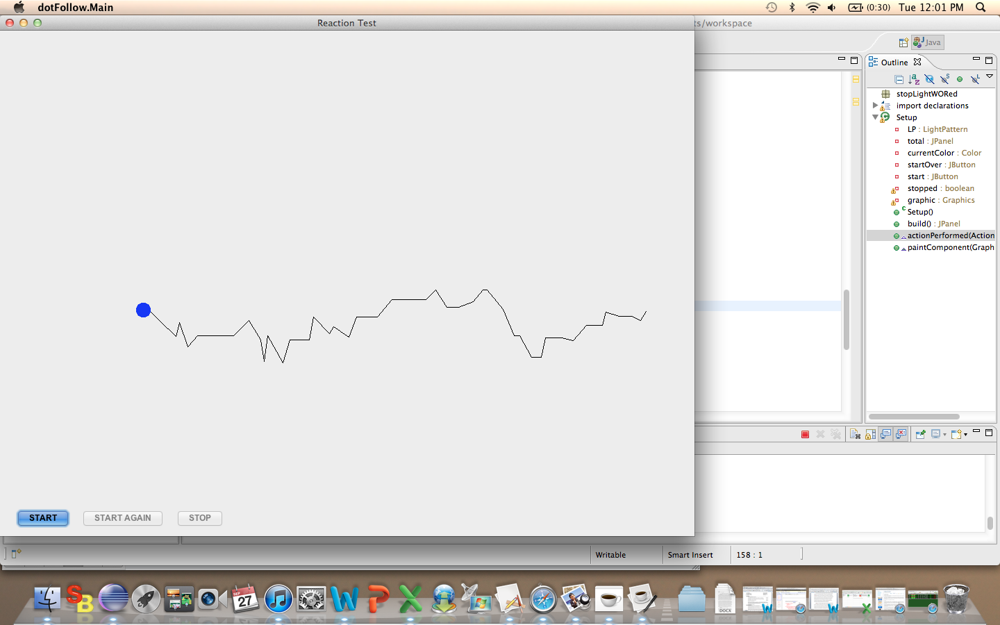 dotFollow.Main
(0:30) Tue 12:01 PM
Reaction Test
ts/workspace
Java
Outline
stopLightWORed
import declarations
Setup
LP : LightPattern
total : JPanel
currentColor : Color
startOver : JButton
start : JButton
stopped : boolean
graphic : Graphics
Setup()
build() : JPanel
actionPerformed(Action
paintComponent(Graph
START
START AGAIN
STOP
Writable
Smart Insert
158 : 1
SEP
27
DOCX